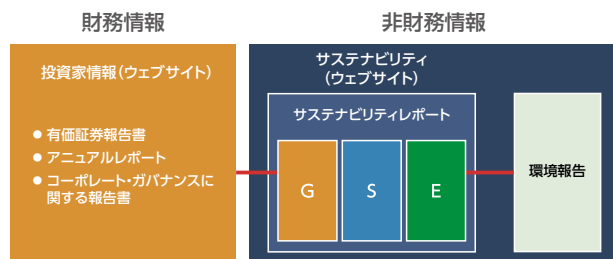 財務情報
非財務情報
投資家情報(ウェブサイト)
● 有価証券報告書
● アニュアルレポート
● コーポレート・ガバナンスに
関する報告書
サステナビリティ
(ウェブサイト)
サステナビリティレポート
G
S
E
環境報告